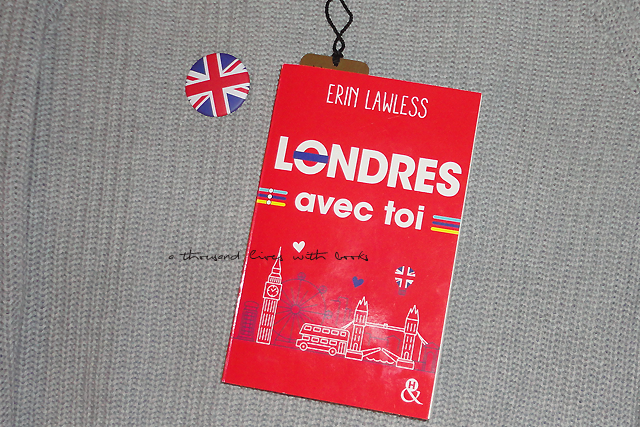 ERIN LAWLESS
LONDRES
avec toi
a thousand lives with books
H
&